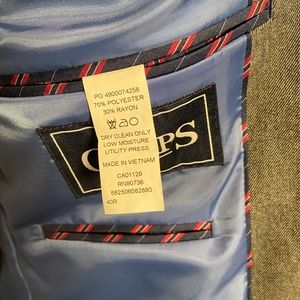 PO 4900074258
70% POLYESTER
30% RAYON
DRY CLEAN ONLY
LOW MOISTURE
UTILITY PRESS
MADE IN VIETNAM
CA01129
RN90736
882506582880
40R